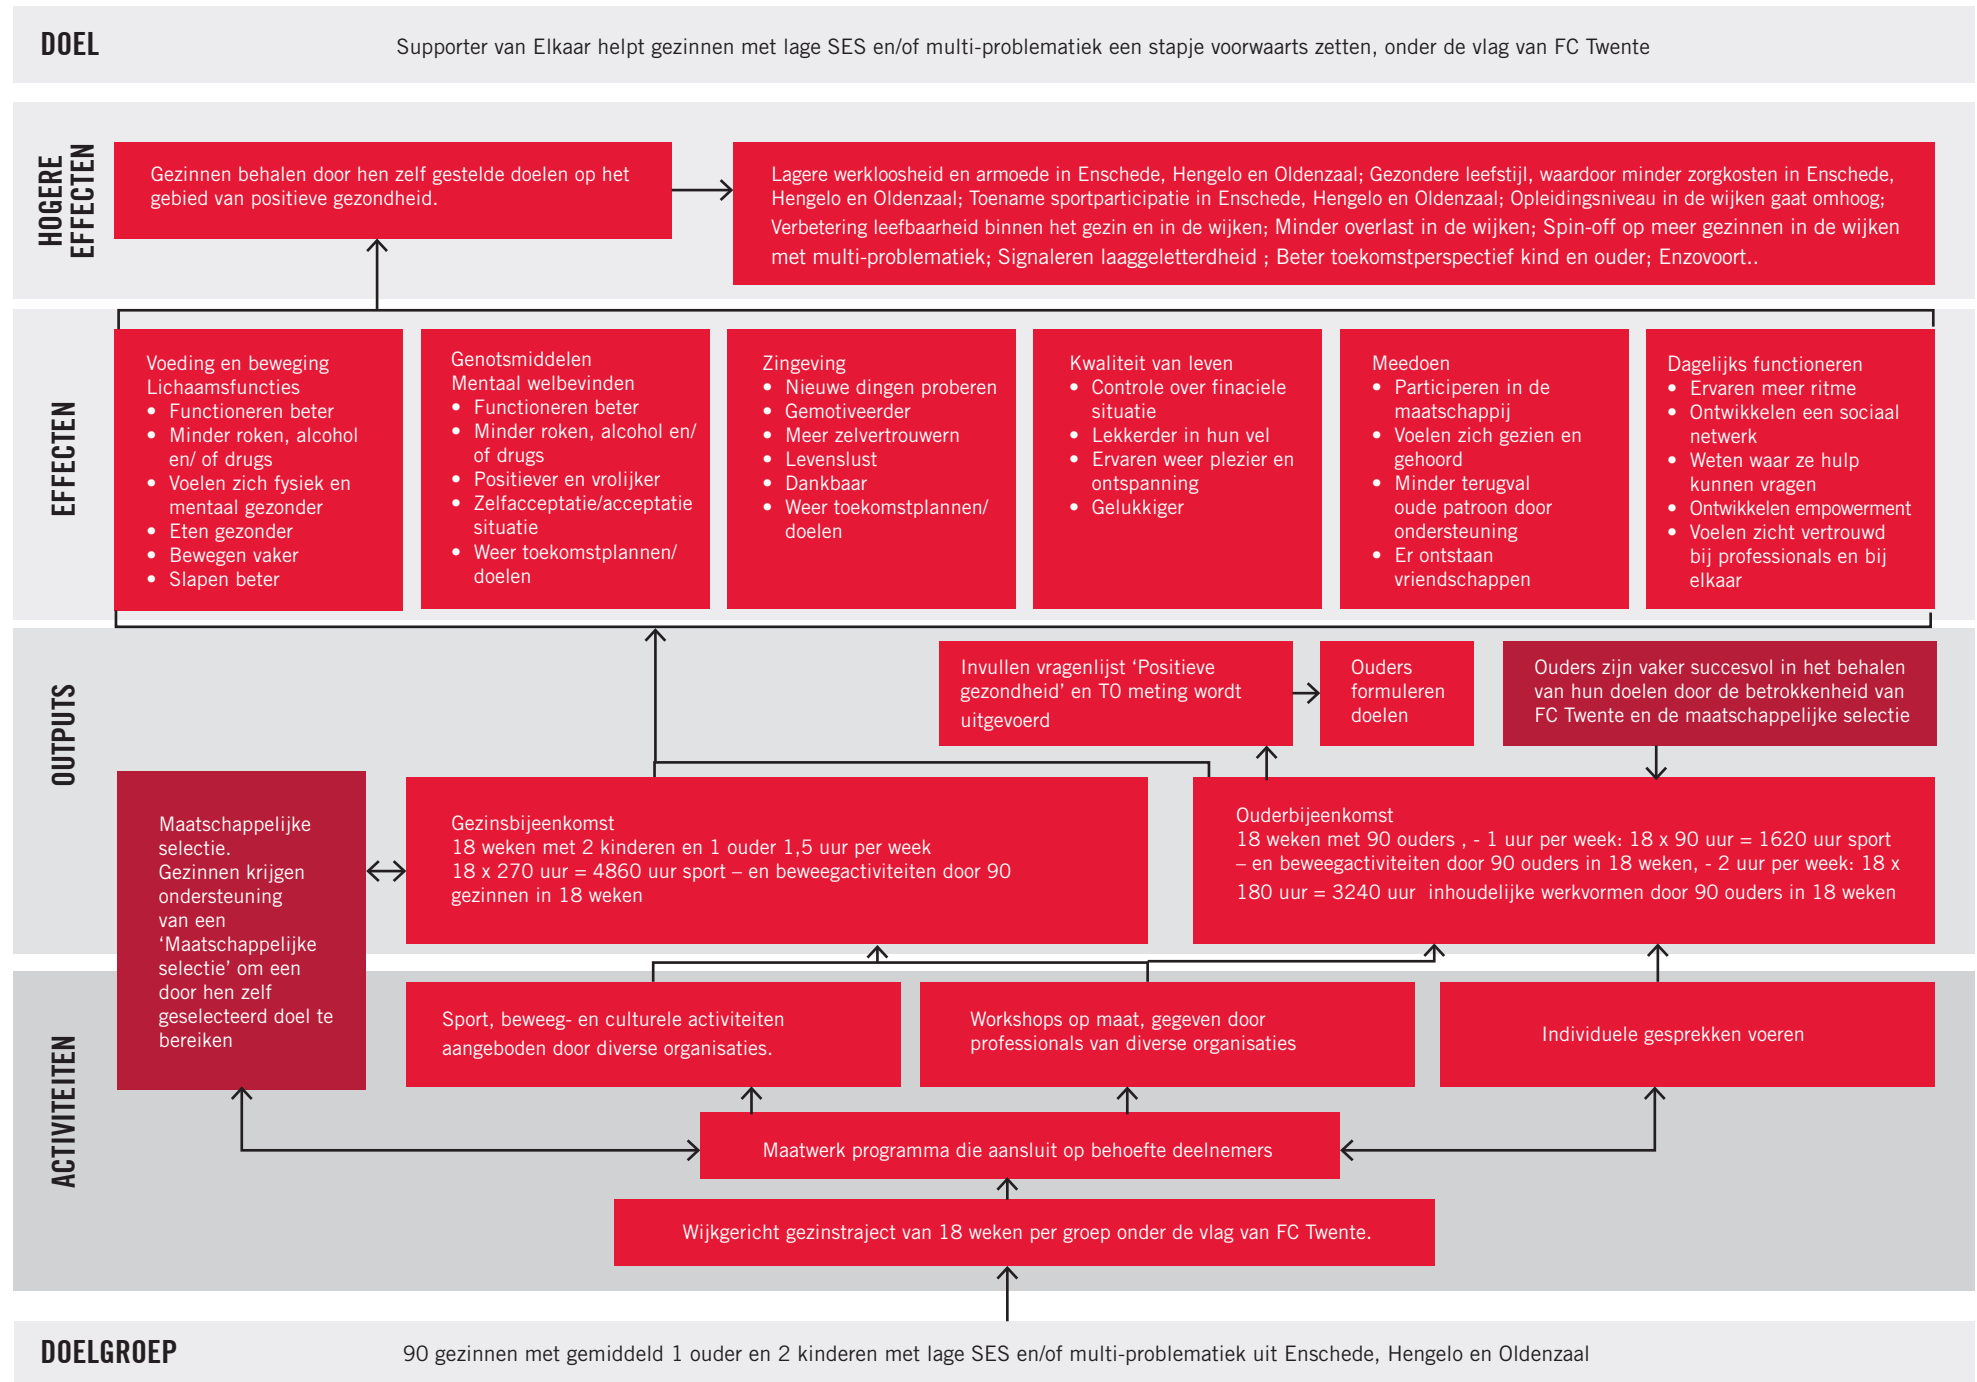 DOEL
Supporter van Elkaar helpt gezinnen met lage SES en/of multi-problematiek een stapje voorwaarts zetten, onder de vlag van FC Twente
HOGERE
EFFECTEN
Gezinnen behalen door hen zelf gestelde doelen op het
gebied van positieve gezondheid.
Lagere werkloosheid en armoede in Enschede, Hengelo en Oldenzaal; Gezondere leefstijl, waardoor minder zorgkosten in Enschede,
Hengelo en Oldenzaal; Toename sportparticipatie in Enschede, Hengelo en Oldenzaal; Opleidingsniveau in de wijken gaat omhoog;
Verbetering leefbaarheid binnen het gezin en in de wijken; Minder overlast in de wijken; Spin-off op meer gezinnen in de wijken
met multi-problematiek; Signaleren laaggeletterdheid ; Beter toekomstperspectief kind en ouder; Enzovoort..
EFFECTEN
Voeding en beweging
Lichaamsfuncties
• Functioneren beter
• Minder roken, alcohol
en/ of drugs
• Voelen zich fysiek en
mentaal gezonder
• Eten gezonder
• Bewegen vaker
• Slapen beter
Genotsmiddelen
Mentaal welbevinden
• Functioneren beter
• Minder roken, alcohol en/
of drugs
• Positiever en vrolijker
• Zelfacceptatie/acceptatie
situatie
• Weer toekomstplannen/
doelen
Zingeving
• Nieuwe dingen proberen
• Gemotiveerder
• Meer zelvertrouwern
• Levenslust
• Dankbaar
• Weer toekomstplannen/
doelen
Kwaliteit van leven
• Controle over finaciele
situatie
• Lekkerder in hun vel
• Ervaren weer plezier en
ontspanning
• Gelukkiger
Meedoen
• Participeren in de
maatschappij
• Voelen zich gezien en
gehoord
• Minder terugval
oude patroon door
ondersteuning
• Er ontstaan
vriendschappen
Dagelijks functioneren
• Ervaren meer ritme
• Ontwikkelen een sociaal
netwerk
• Weten waar ze hulp
kunnen vragen
• Ontwikkelen empowerment
• Voelen zicht vertrouwd
bij professionals en bij
elkaar
OUTPUTS
Invullen vragenlijst ‘Positieve
gezondheid’ en T0 meting wordt
uitgevoerd
Ouders
formuleren
doelen
Ouders zijn vaker succesvol in het behalen
van hun doelen door de betrokkenheid van
FC Twente en de maatschappelijke selectie
Maatschappelijke
selectie.
Gezinnen krijgen
ondersteuning
van een
‘Maatschappelijke
selectie’ om een
door hen zelf
geselecteerd doel te
bereiken
Gezinsbijeenkomst
18 weken met 2 kinderen en 1 ouder 1,5 uur per week
18 x 270 uur = 4860 uur sport – en beweegactiviteiten door 90
gezinnen in 18 weken
Ouderbijeenkomst
18 weken met 90 ouders , - 1 uur per week: 18 x 90 uur = 1620 uur sport
– en beweegactiviteiten door 90 ouders in 18 weken, - 2 uur per week: 18 x
180 uur = 3240 uur inhoudelijke werkvormen door 90 ouders in 18 weken
ACTIVITEITEN
Sport, beweeg- en culturele activiteiten
aangeboden door diverse organisaties.
Workshops op maat, gegeven door
professionals van diverse organisaties
Individuele gesprekken voeren
Maatwerk programma die aansluit op behoefte deelnemers
Wijkgericht gezinstraject van 18 weken per groep onder de vlag van FC Twente.
DOELGROEP
90 gezinnen met gemiddeld 1 ouder en 2 kinderen met lage SES en/of multi-problematiek uit Enschede, Hengelo en Oldenzaal